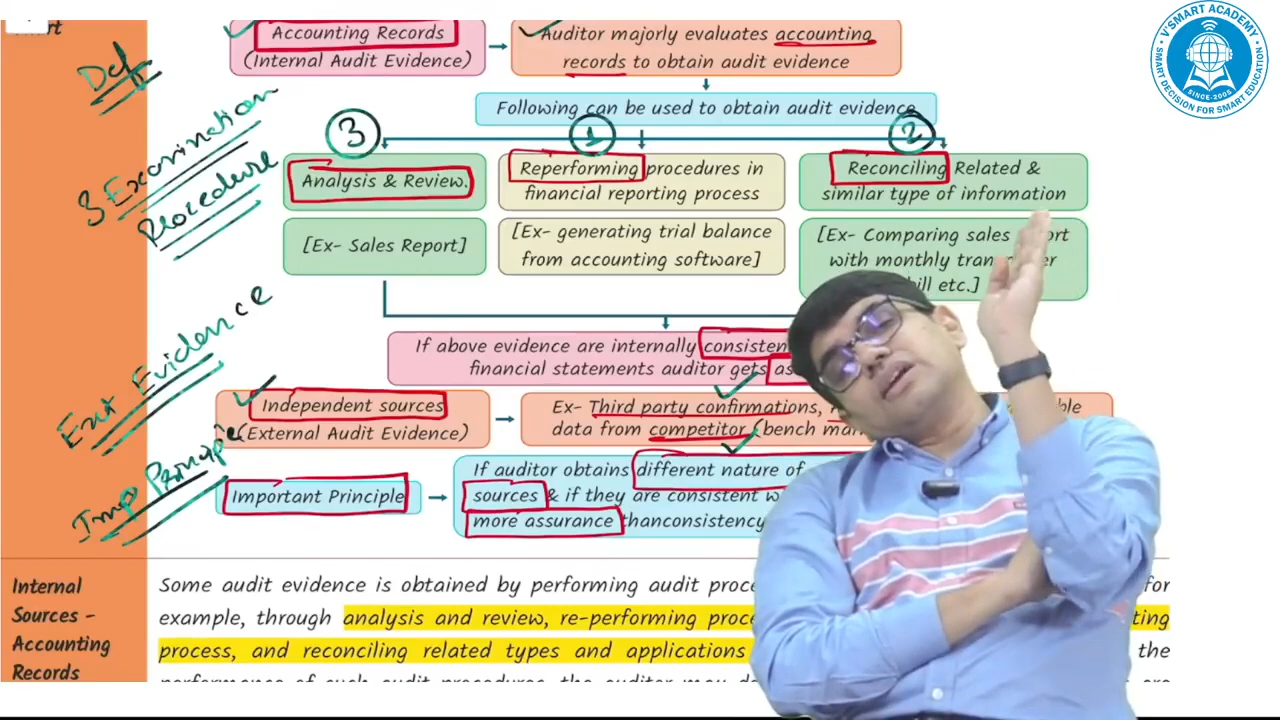 Accounting Records
(Internal Audit Evidence)
Auditor majorly evaluates accounting
records to obtain audit evidence
Following can be used to obtain audit evidence
3
1
2
Analysis & Review.
Reperforming procedures in
financial reporting process
Reconciling Related &
similar type of information
[Ex- Sales Report]
[Ex- generating trial balance
from accounting software]
[Ex- Comparing sales
with monthly
bill etc.]
If above evidence are internally
financial statements auditor gets
Independent sources
(External Audit Evidence)
Ex- Third party confirmations,
data from competitor (bench
Important Principle
If auditor obtains different nature of
sources & if they are consistent
more assurance thanconsistency
Def
3 Examination
Procedure
Ext Evidence
Imp Principle
Internal
Sources -
Accounting
Records
Some audit evidence is obtained by performing audit for
example, through analysis and review, re-performing
process, and reconciling related types and applications the
V'SMART ACADEMY
SMART DECISION FOR SMART EDUCATION
SINCE-2005